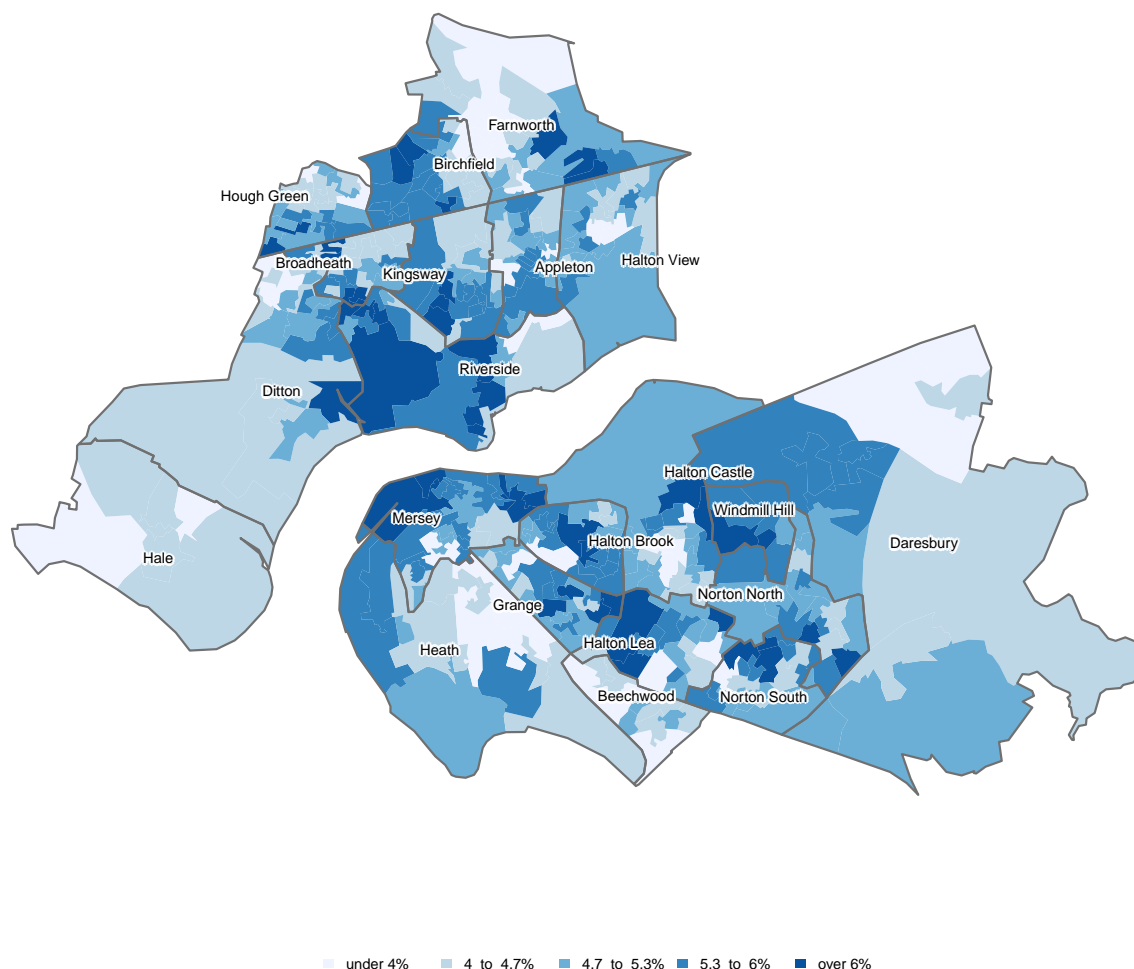 Farnworth
Birchfield
Hough Green
Halton View
Broadheath
Appleton
Kingsway
Riverside
Ditton
Halton Castle
Windmill Hill
Mersey
Halton Brook
Daresbury
Hale
Norton North
Grange
Halton Lea
Heath
Beechwood
Norton South
under 4% 4 to 4.7% 4.7 to 5.3% 5.3 to 6% over 6%